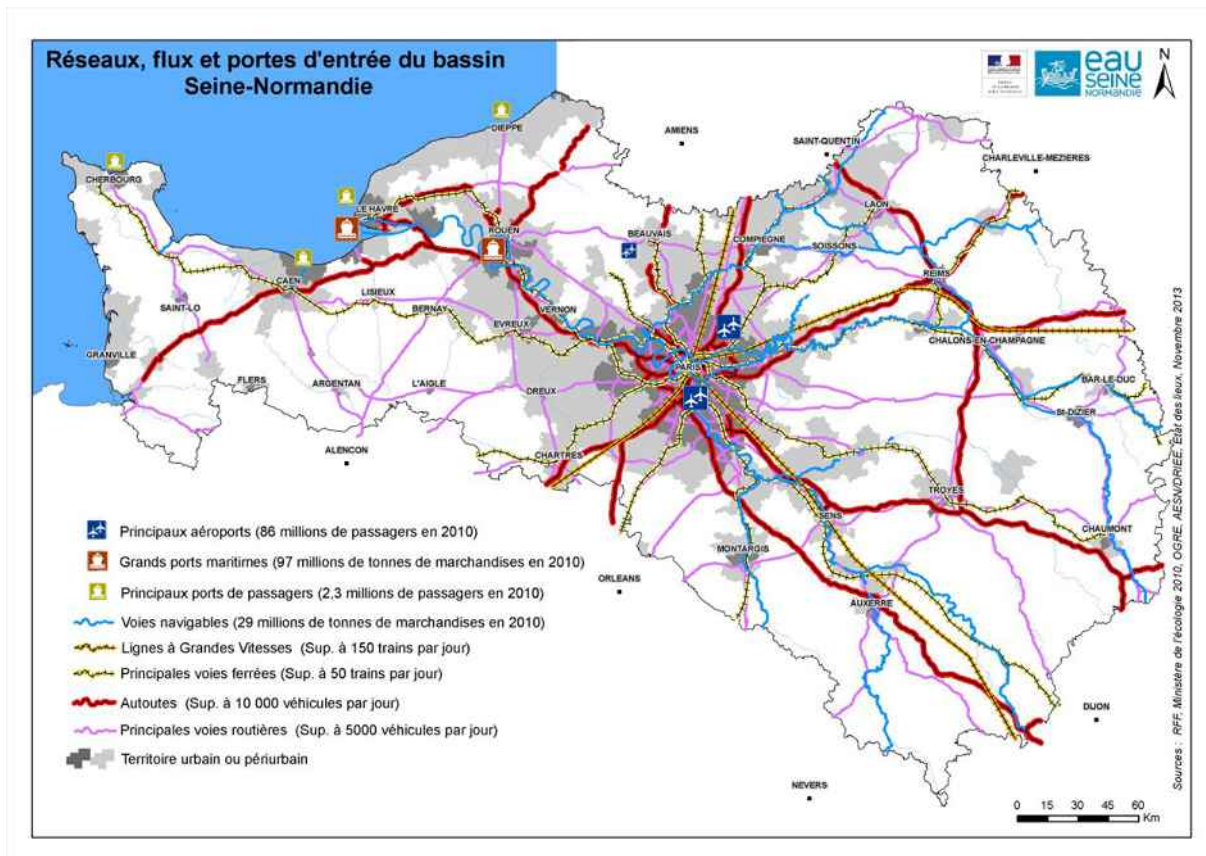 Réseaux, flux et portes d'entrée du bassin
Seine-Normandie
eau
SEINE
NORMANDIE
N
DIEPPE
AMIENS
SAINT-QUENTIN
CHARLEVILLE-MEZIERES
CHERBOURG
LE HAVRE
ROUEN
BEAUVAIS
COMPIEGNE
LAON
SOISSONS
REIMS
CAEN
LISIEUX
SAINT-LO
BERNAY
VERNON
EVREUX
CHALONS-EN-CHAMPAGNE
GRANVILLE
PARIS
FLERS
ARGENTAN
L'AIGLE
DREUX
BAR-LE-DUC
St-DIZIER
ALENCON
CHARTRES
TROYES
SENS
CHAUMONT
MONTARGIS
ORLEANS
AUXERRE
DIJON
NEVERS
Principaux aéroports (86 millions de passagers en 2010)
Grands ports maritimes (97 millions de tonnes de marchandises en 2010)
Principaux ports de passagers (2,3 millions de passagers en 2010)
Voies navigables (29 millions de tonnes de marchandises en 2010)
Lignes à Grandes Vitesses (Sup. à 150 trains par jour)
Principales voies ferrées (Sup. à 50 trains par jour)
Autoutes (Sup. à 10 000 véhicules par jour)
Principales voies routières (Sup. à 5000 véhicules par jour)
Territoire urbain ou périurbain
0 15 30 45 60
Km
Sources : RFF, Ministère de l'écologie 2010, OGRE, AESN/DRIEE, Etat des lieux, Novembre 2013